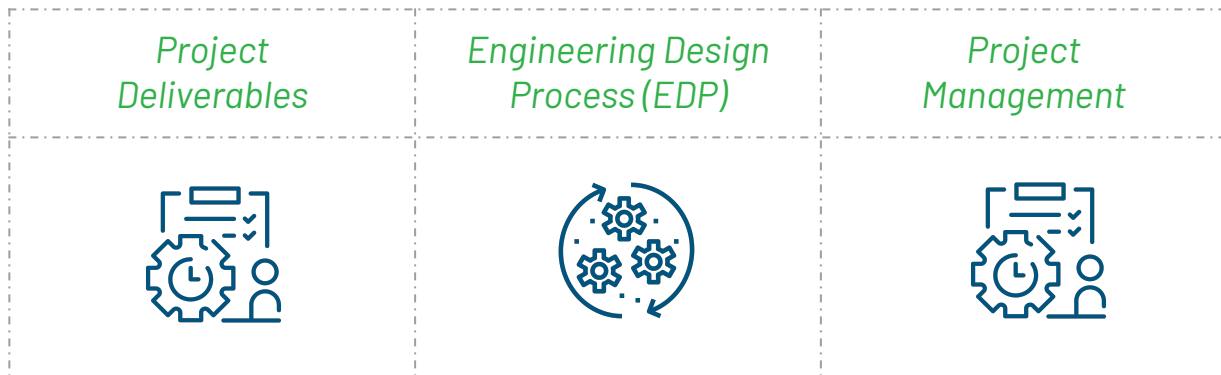 Project
Deliverables
Engineering Design
Process (EDP)
Project
Management